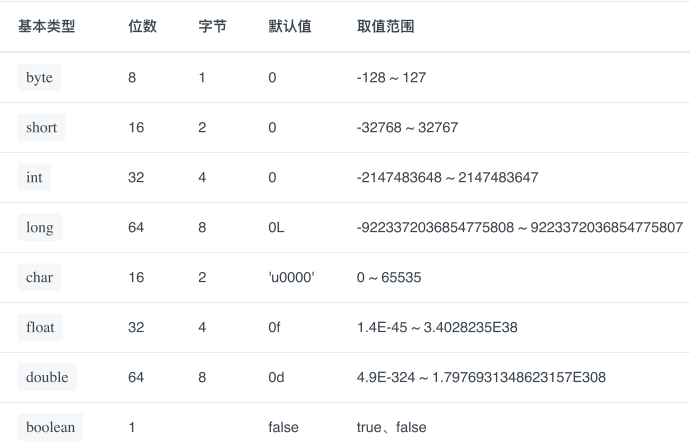 基本类型 位数 字节 默认值 取值范围
byte 8 1 0 -128 ~ 127
short 16 2 0 -32768 ~ 32767
int 32 4 0 -2147483648 ~ 2147483647
long 64 8 0L -9223372036854775808 ~ 9223372036854775807
char 16 2 'u0000' 0 ~ 65535
float 32 4 0f 1.4E-45 ~ 3.4028235E38
double 64 8 0d 4.9E-324 ~ 1.7976931348623157E308
boolean 1 false true、false